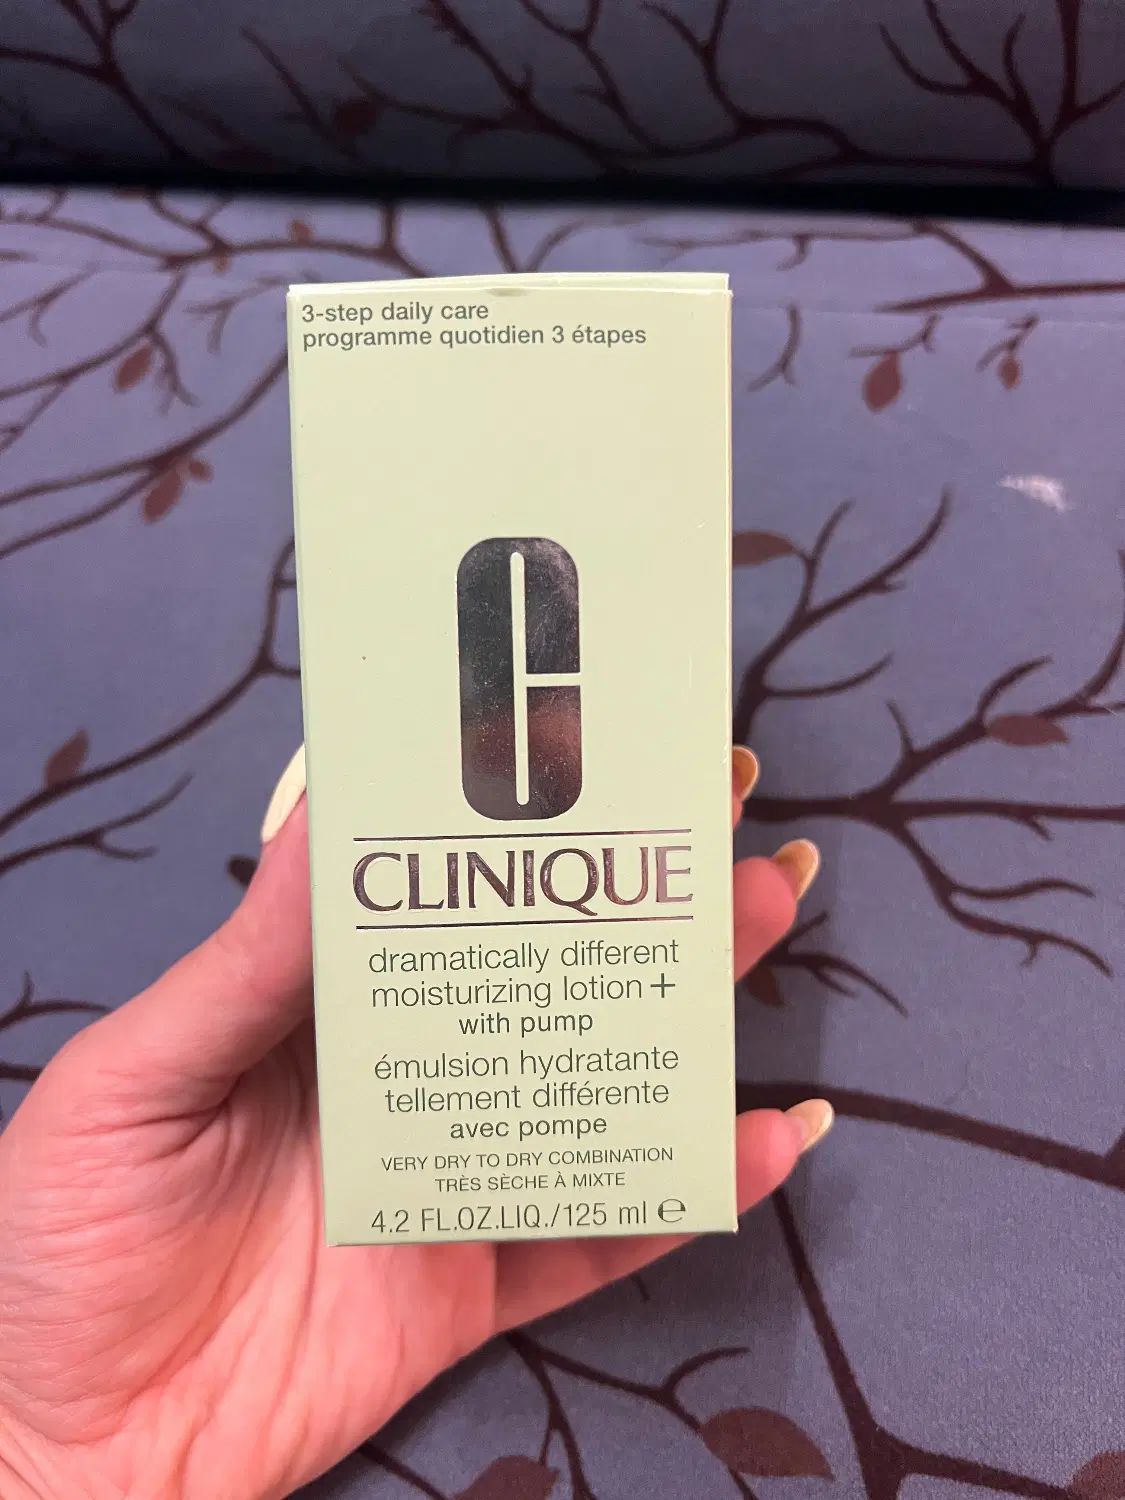 3-step daily care
programme quotidien 3 étapes
C
CLINIQUE
dramatically different
moisturizing lotion +
with pump
émulsion hydratante
tellement différente
avec pompe
VERY DRY TO DRY COMBINATION
TRÈS SÈCHE À MIXTE
4.2 FL.OZ.LIQ./125 ml ℮